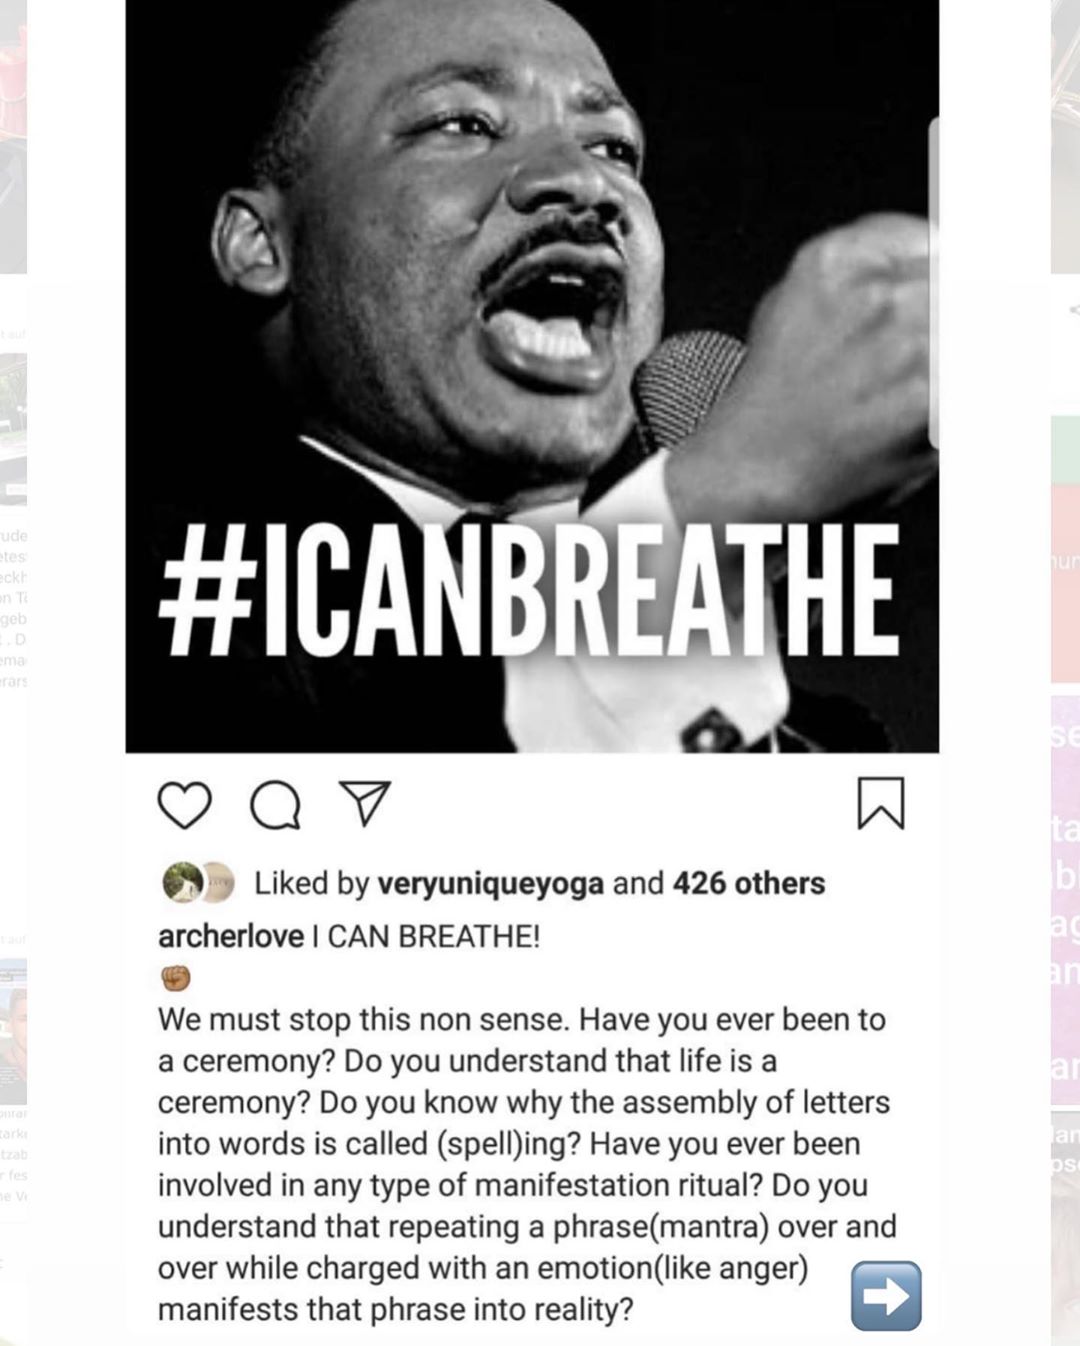 #ICANBREATHE
Liked by veryuniqueyoga and 426 others
archerlove I CAN BREATHE!
We must stop this non sense. Have you ever been to
a ceremony? Do you understand that life is a
ceremony? Do you know why the assembly of letters
into words is called (spell)ing? Have you ever been
involved in any type of manifestation ritual? Do you
understand that repeating a phrase(mantra) over and
over while charged with an emotion(like anger)
manifests that phrase into reality?